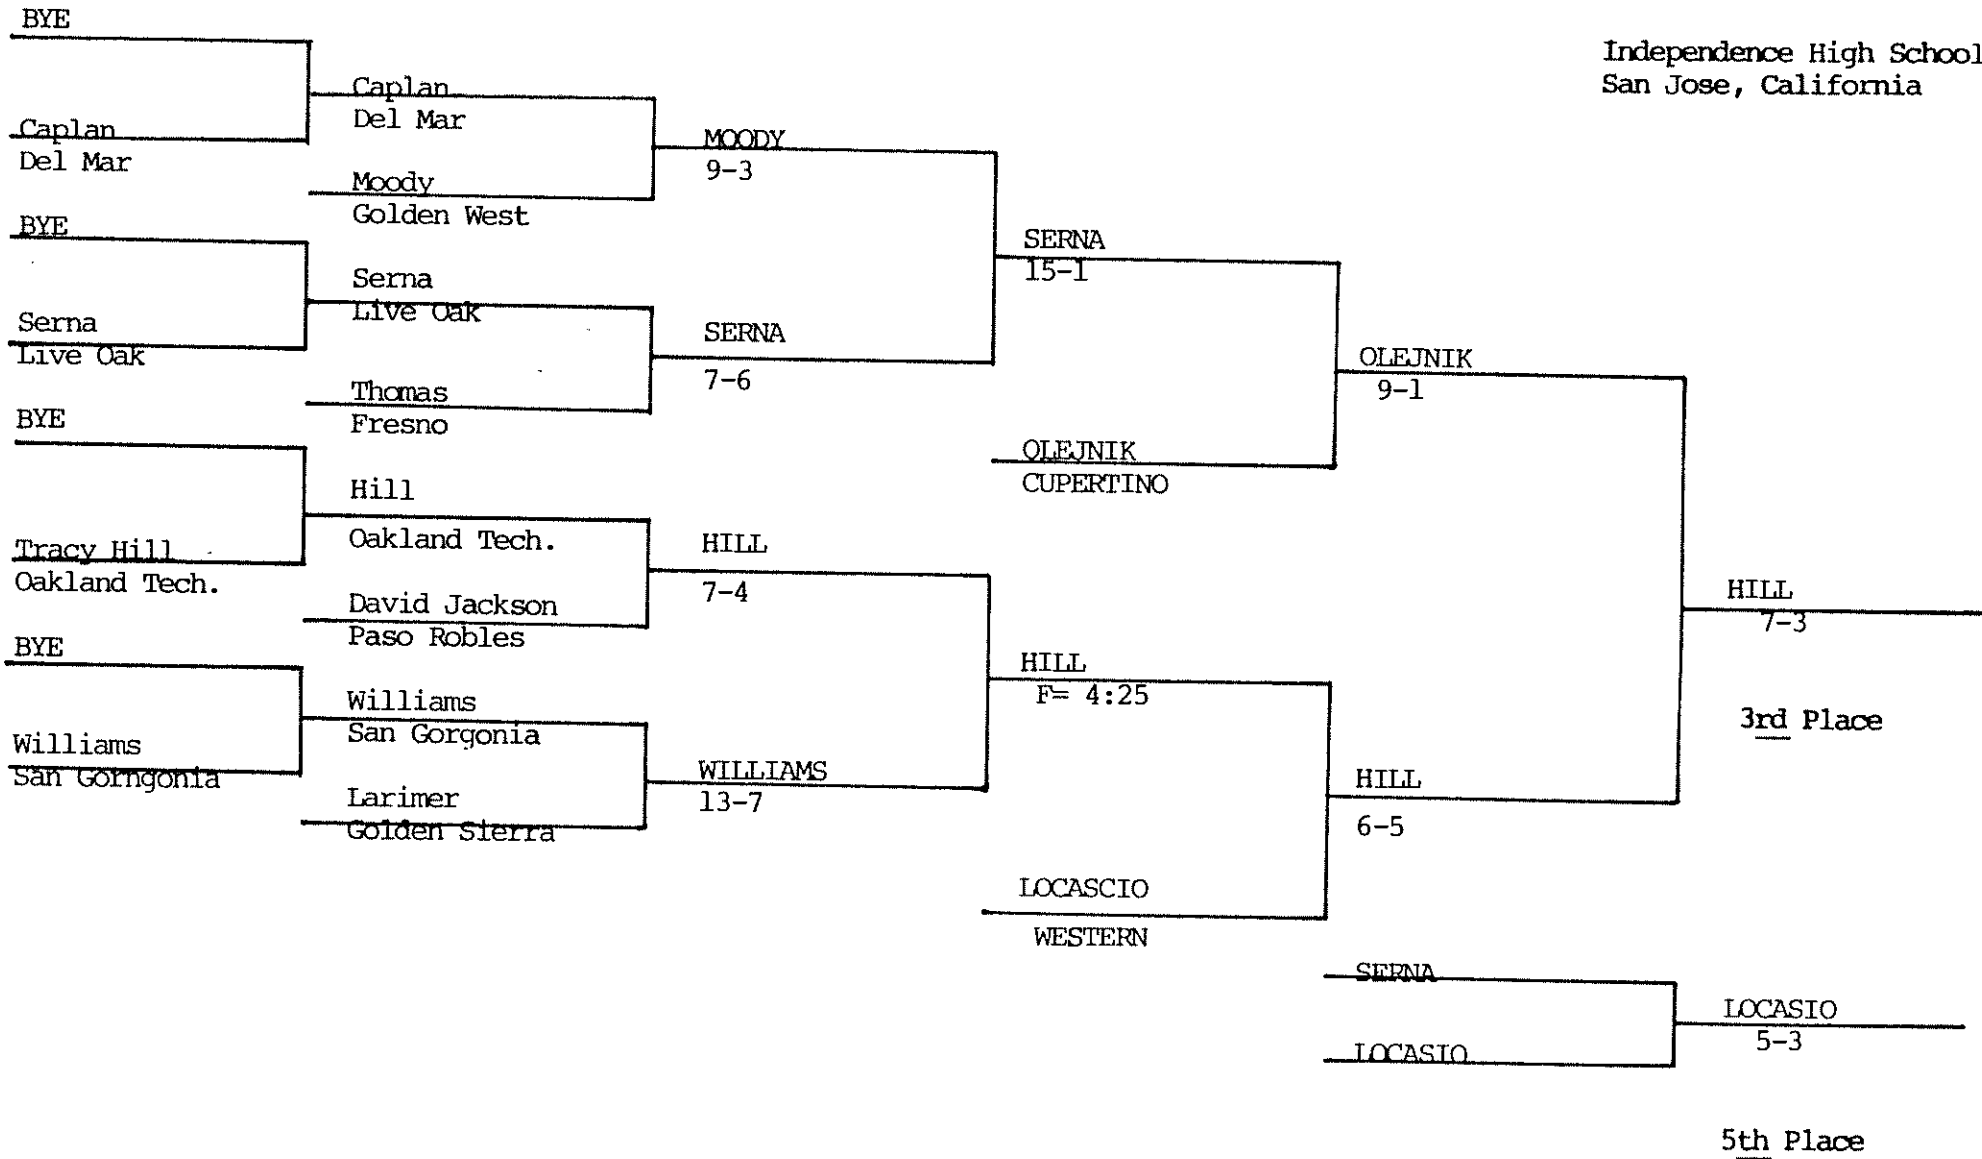 BYE
Independence High School
San Jose, California
Caplan
Del Mar
Caplan
Del Mar
MOODY
9-3
Moody
Golden West
BYE
SERNA
15-1
Serna
Live Oak
Serna
Live Oak
SERNA
7-6
OLEJNIK
9-1
Thomas
Fresno
BYE
OLEJNIK
CUPERTINO
Hill
Oakland Tech.
Tracy Hill
Oakland Tech.
HILL
7-4
David Jackson
Paso Robles
HILL
7-3
BYE
HILL
F= 4:25
Williams
San Gorgonia
3rd Place
Williams
San Gorngonia
WILLIAMS
13-7
HILL
6-5
Larimer
Golden Sierra
LOCASCIO
WESTERN
SERNA
LOCASIO
5-3
LOCASIO
5th Place